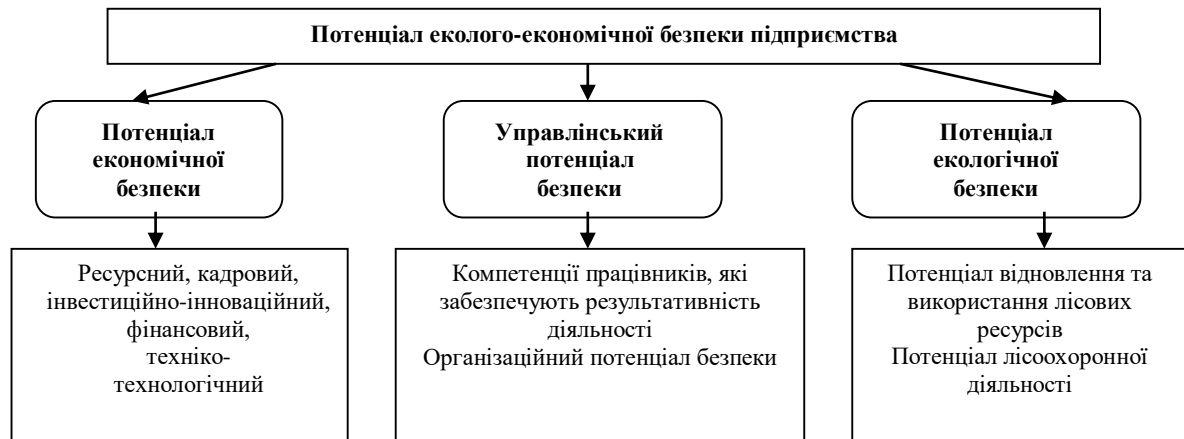 Потенціал еколого-економічної безпеки підприємства
Потенціал
економічної
безпеки
Управлінський
потенціал
безпеки
Потенціал
екологічної
безпеки
Ресурсний, кадровий,
інвестиційно-інноваційний,
фінансовий,
техніко-
технологічний
Компетенції працівників, які
забезпечують результативність
діяльності
Організаційний потенціал безпеки
Потенціал відновлення та
використання лісових
ресурсів
Потенціал лісоохоронної
діяльності